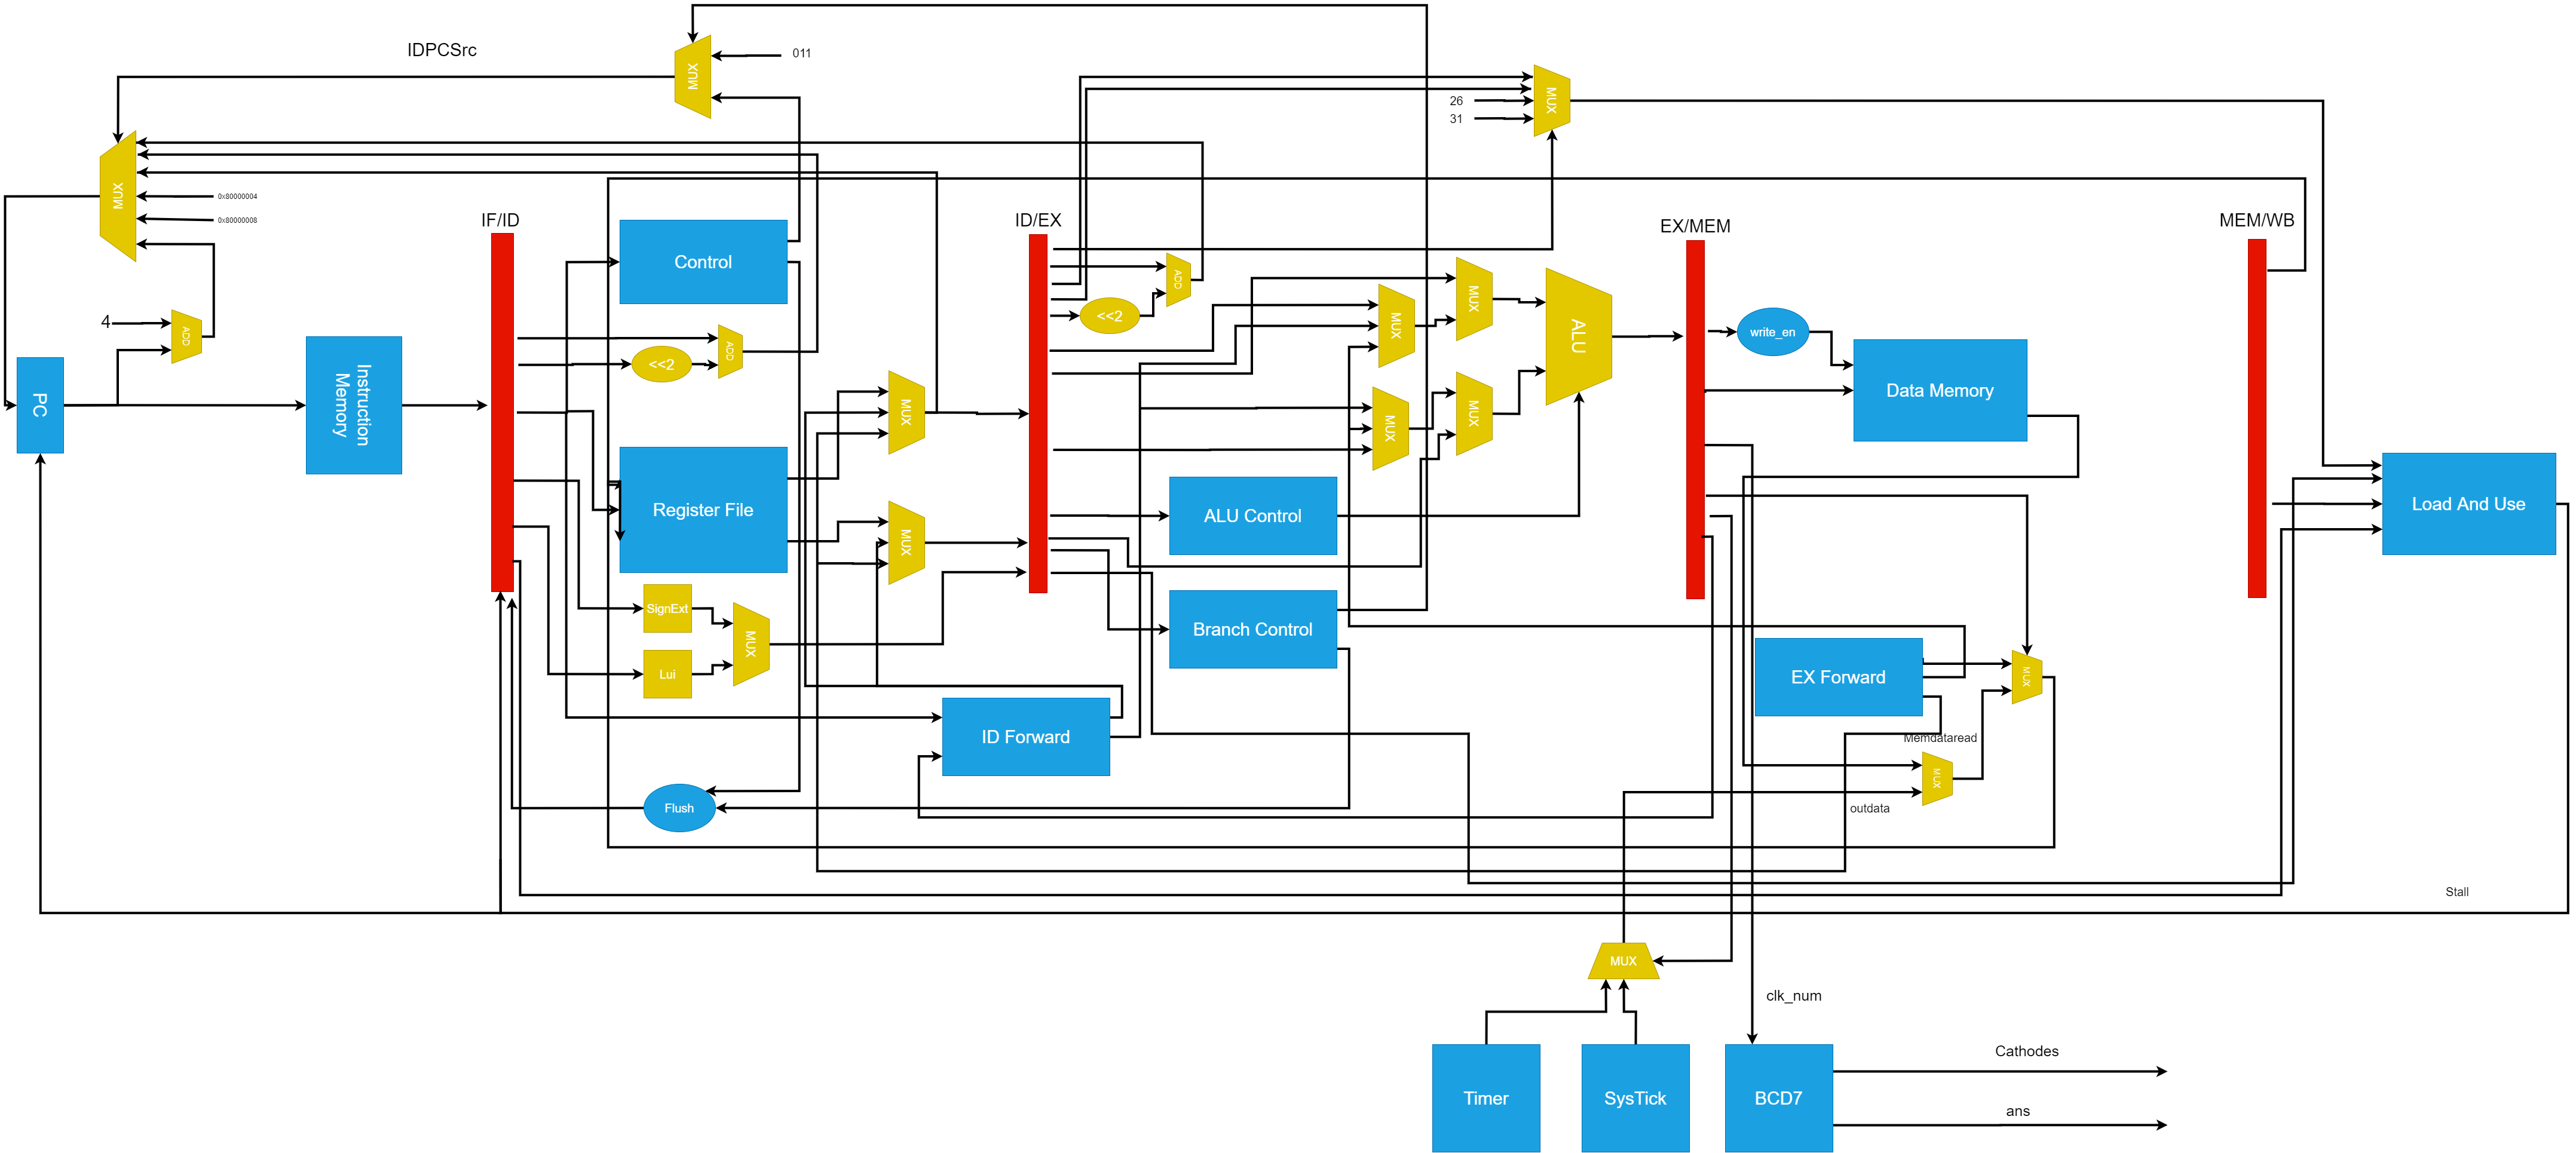 IDPCSrc
MUX
011
MUX
26
31
MUX
0x80000004
0x80000008
IF/ID
ID/EX
EX/MEM
MEM/WB
Control
ADD
<<2
MUX
MUX
ALU
4
ADD
write_en
Instruction
Memory
ADD
<<2
Data Memory
PC
MUX
MUX
MUX
Register File
ALU Control
Load And Use
MUX
SignExt
Branch Control
MUX
Lui
EX Forward
MUX
ID Forward
Memdataread
MUX
Flush
outdata
Stall
MUX
clk_num
Cathodes
Timer
SysTick
BCD7
ans